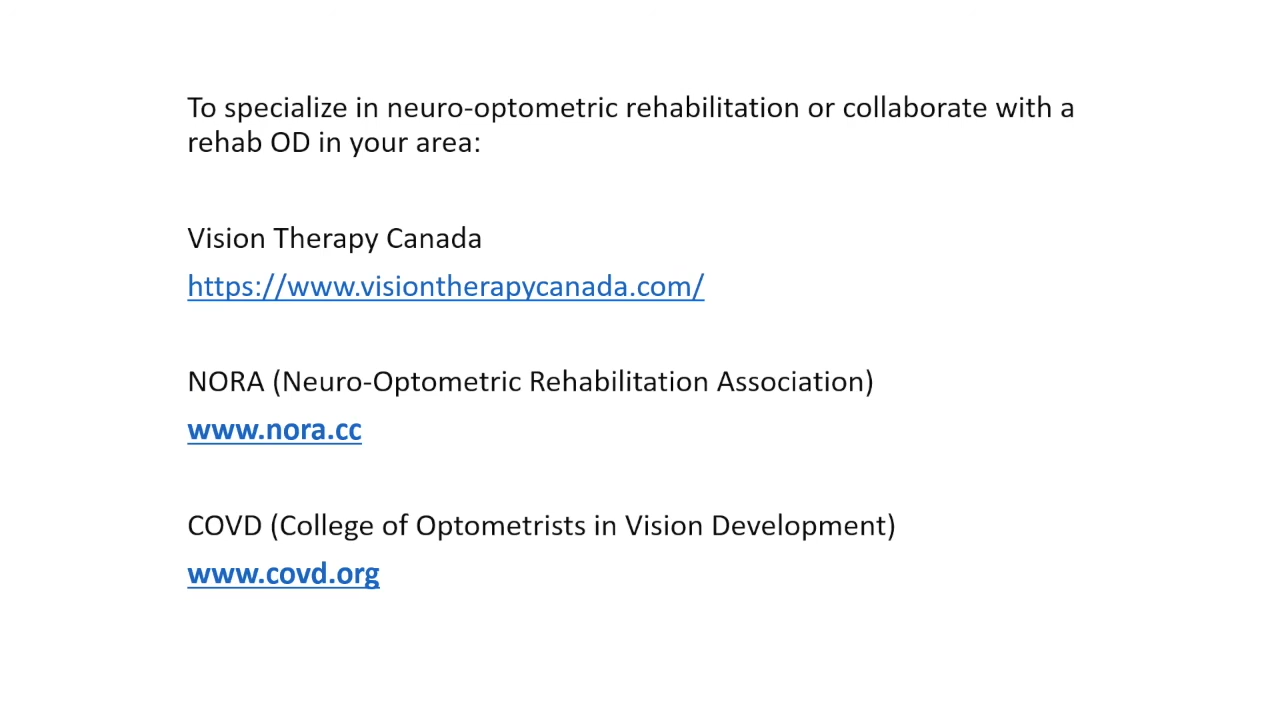 To specialize in neuro-optometric rehabilitation or collaborate with a
rehab OD in your area:
Vision Therapy Canada
https://www.visiontherapycanada.com/
NORA (Neuro-Optometric Rehabilitation Association)
www.nora.cc
COVD (College of Optometrists in Vision Development)
www.covd.org